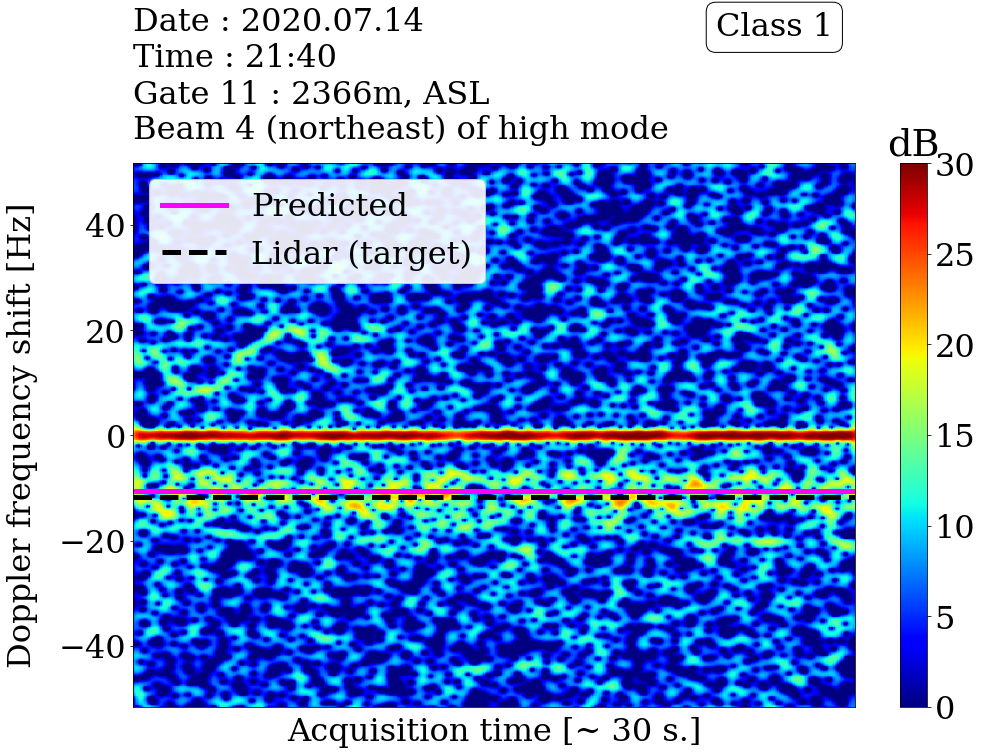 Date : 2020.07.14
Time : 21:40
Gate 11 : 2366m, ASL
Beam 4 (northeast) of high mode
Class 1
dB
Predicted
Lidar (target)
Doppler frequency shift [Hz]
40
20
0
−20
−40
Acquisition time [~ 30 s.]
30
25
20
15
10
5
0